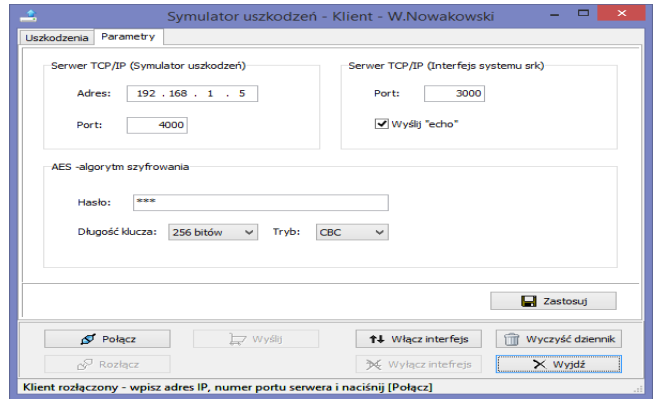 Symulator uszkodzeń - Klient - W.Nowakowski
Uszkodzenia Parametry
Serwer TCP/IP (Symulator uszkodzeń) Serwer TCP/IP (Interfejs systemu srk)
Adres: 192 . 168 . 1 . 5 Port: 3000
Port: 4000 Wyślij "echo"
AES -algorytm szyfrowania
Hasło: ***
Długość klucza: 256 bitów Tryb: CBC
Zastosuj
Połącz Wyślij Włącz interfejs Wyczyść dziennik
Rozłącz Wyłącz intefrejs Wyjdź
Klient rozłączony - wpisz adres IP, numer portu serwera i naciśnij [Połącz]